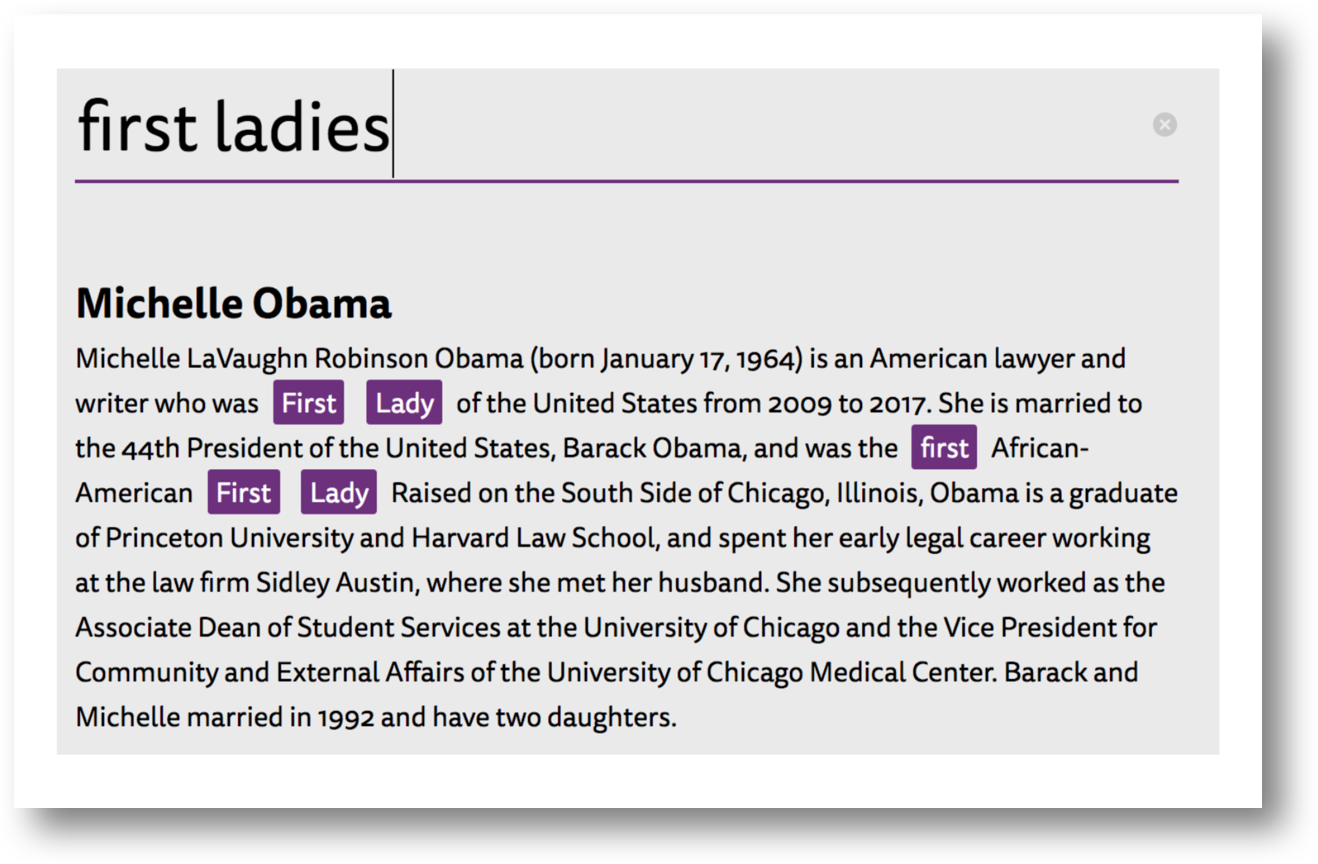 first ladies
Michelle Obama
Michelle LaVaughn Robinson Obama (born January 17, 1964) is an American lawyer and
writer who was First Lady of the United States from 2009 to 2017. She is married to
the 44th President of the United States, Barack Obama, and was the first African-
American First Lady Raised on the South Side of Chicago, Illinois, Obama is a graduate
of Princeton University and Harvard Law School, and spent her early legal career working
at the law firm Sidley Austin, where she met her husband. She subsequently worked as the
Associate Dean of Student Services at the University of Chicago and the Vice President for
Community and External Affairs of the University of Chicago Medical Center. Barack and
Michelle married in 1992 and have two daughters.